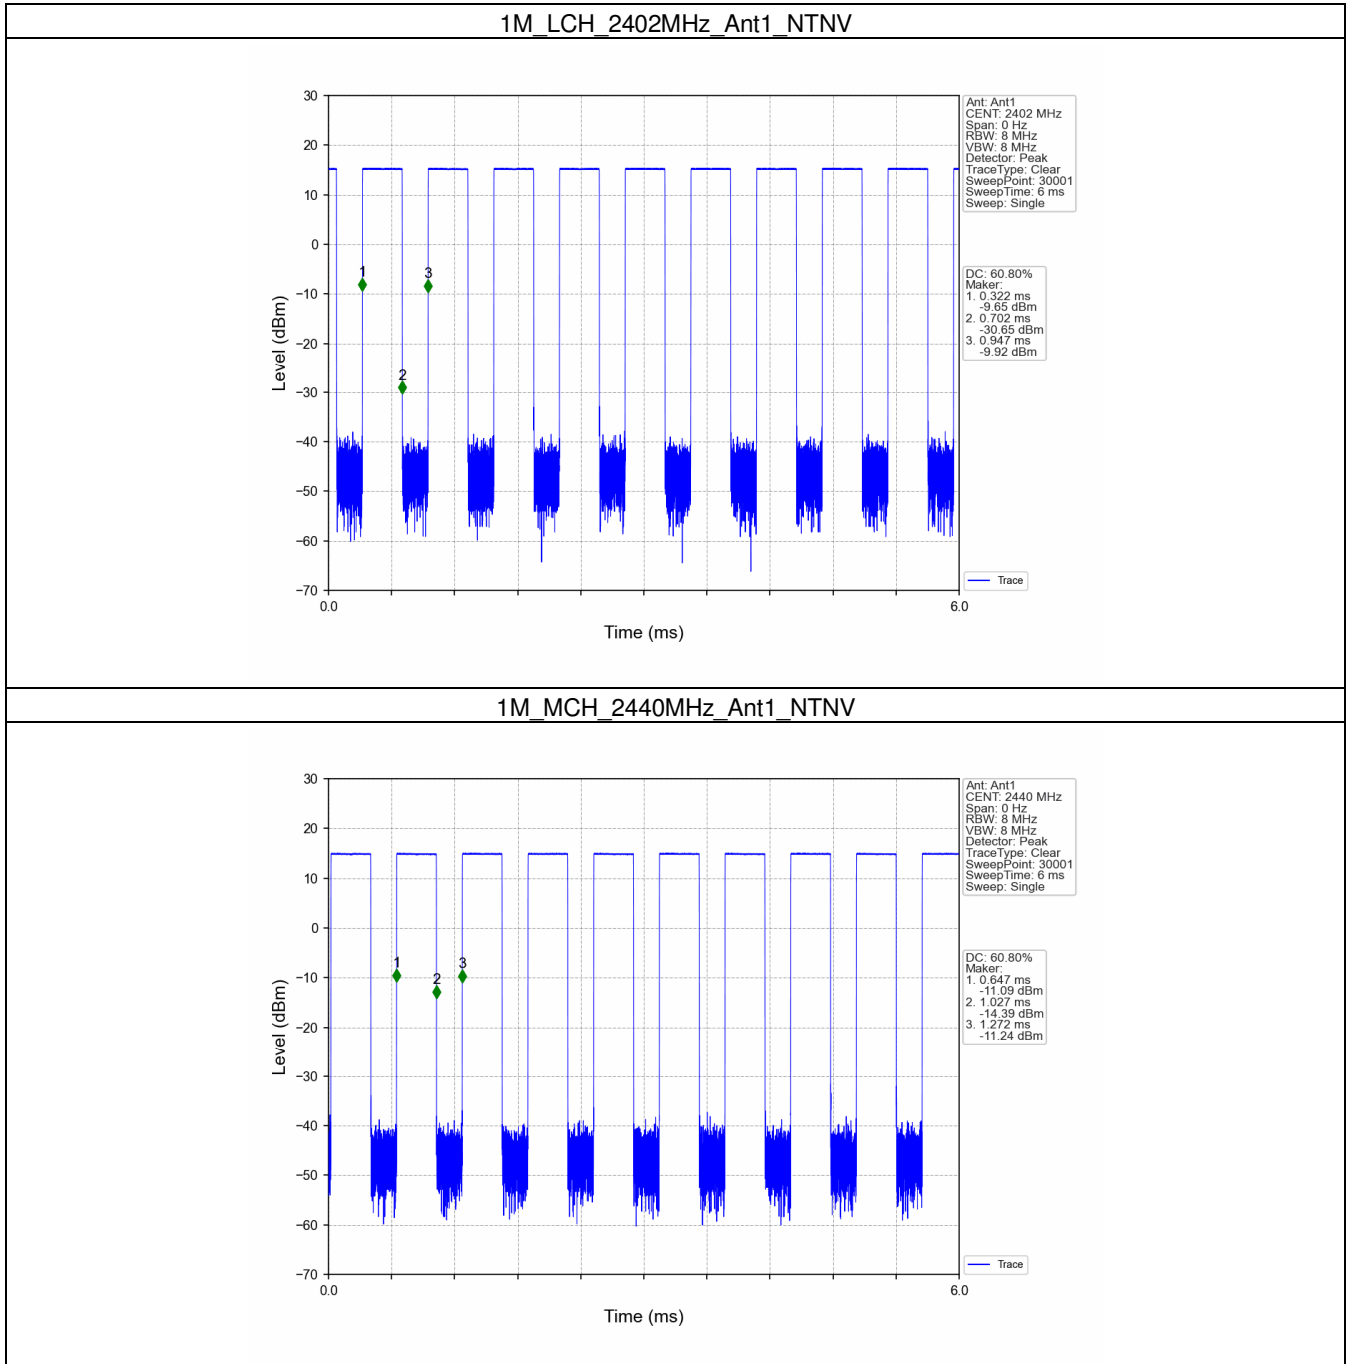 1M_LCH_2402MHz_Ant1_NTNV
30
20
10
0
−10
−20
−30
−40
−50
−60
−70
Level (dBm)
0.0
6.0
Time (ms)
1
2
3
Ant: Ant1
CENT: 2402 MHz
Span: 0 Hz
RBW: 8 MHz
VBW: 8 MHz
Detector: Peak
TraceType: Clear
SweepPoint: 30001
SweepTime: 6 ms
Sweep: Single
DC: 60.80%
Maker:
1. 0.322 ms
-9.65 dBm
2. 0.702 ms
-30.65 dBm
3. 0.947 ms
-9.92 dBm
Trace
1M_MCH_2440MHz_Ant1_NTNV
30
20
10
0
−10
−20
−30
−40
−50
−60
−70
Level (dBm)
0.0
6.0
Time (ms)
1
2
3
Ant: Ant1
CENT: 2440 MHz
Span: 0 Hz
RBW: 8 MHz
VBW: 8 MHz
Detector: Peak
TraceType: Clear
SweepPoint: 30001
SweepTime: 6 ms
Sweep: Single
DC: 60.80%
Maker:
1. 0.647 ms
-11.09 dBm
2. 1.027 ms
-14.39 dBm
3. 1.272 ms
-11.24 dBm
Trace